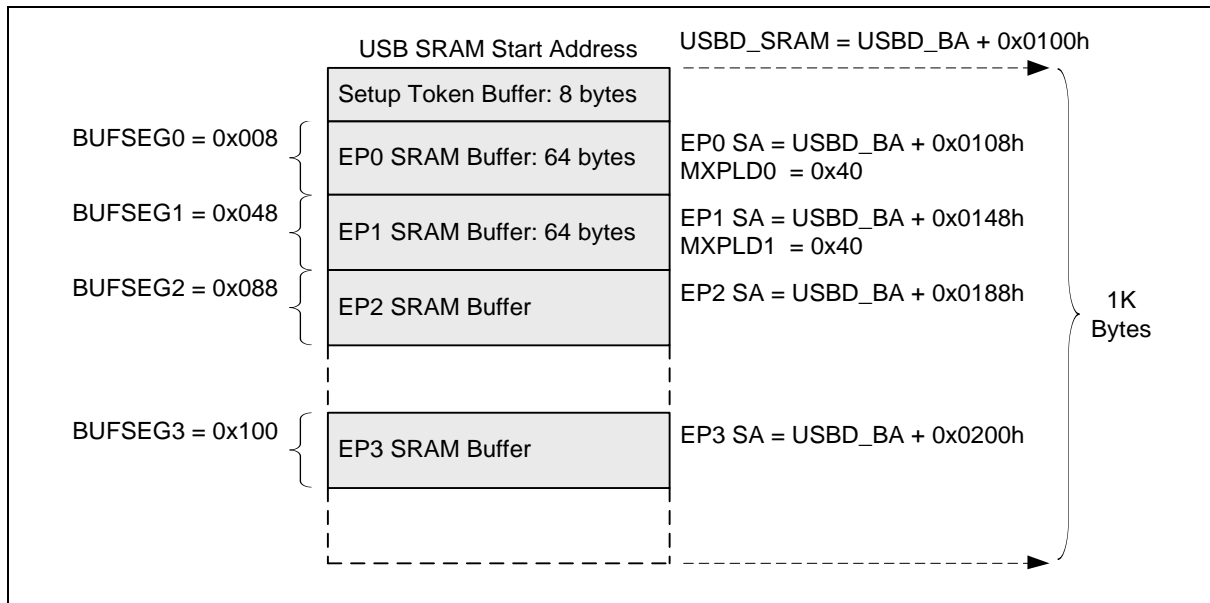 USB SRAM Start Address
USBD_SRAM = USBD_BA + 0x0100h
Setup Token Buffer: 8 bytes
BUFSEG0 = 0x008
EP0 SRAM Buffer: 64 bytes
EP0 SA = USBD_BA + 0x0108h
MXPLD0 = 0x40
BUFSEG1 = 0x048
EP1 SRAM Buffer: 64 bytes
EP1 SA = USBD_BA + 0x0148h
MXPLD1 = 0x40
BUFSEG2 = 0x088
EP2 SRAM Buffer
EP2 SA = USBD_BA + 0x0188h
1K
Bytes
BUFSEG3 = 0x100
EP3 SRAM Buffer
EP3 SA = USBD_BA + 0x0200h